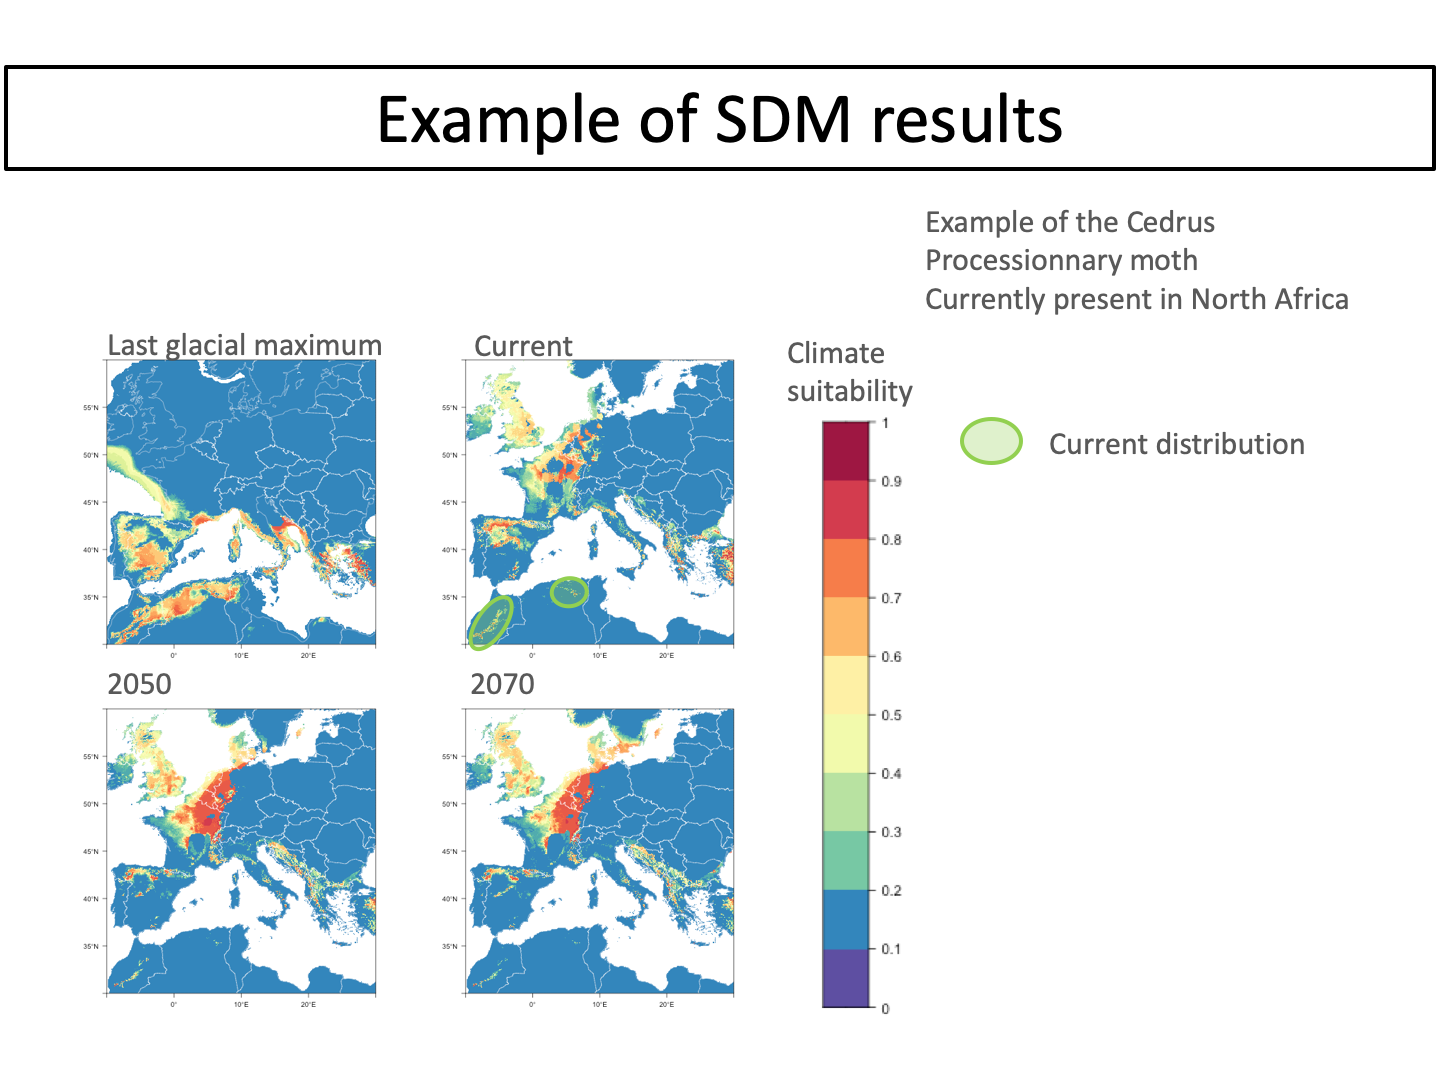 Example of SDM results
Example of the Cedrus
Processionnary moth
Currently present in North Africa
Last glacial maximum
Current
Climate
suitability
Current distribution
55°N
50°N
45°N
40°N
35°N
0°
10°E
20°E
55°N
50°N
45°N
40°N
35°N
0°
10°E
20°E
1
0.9
0.8
0.7
0.6
0.5
0.4
0.3
0.2
0.1
0
2050
2070
55°N
50°N
45°N
40°N
35°N
0°
10°E
20°E
55°N
50°N
45°N
40°N
35°N
0°
10°E
20°E